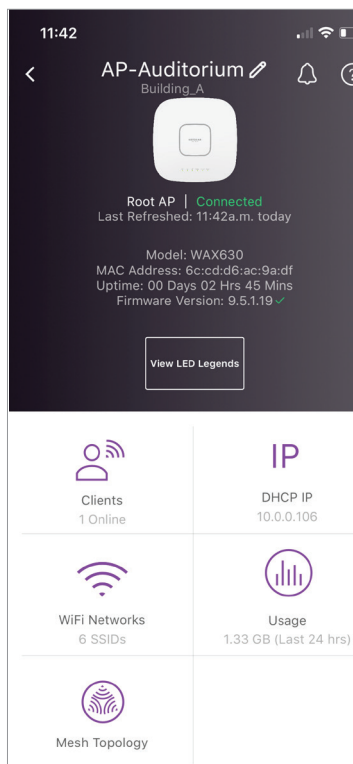 11:42
AP-Auditorium
Building_A
Root AP | Connected
Last Refreshed: 11:42a.m. today
Model: WAX630
MAC Address: 6c:cd:d6:ac:9a:df
Uptime: 00 Days 02 Hrs 45 Mins
Firmware Version: 9.5.1.19
View LED Legends
Clients
1 Online
IP
DHCP IP
10.0.0.106
WiFi Networks
6 SSIDs
Usage
1.33 GB (Last 24 hrs)
Mesh Topology